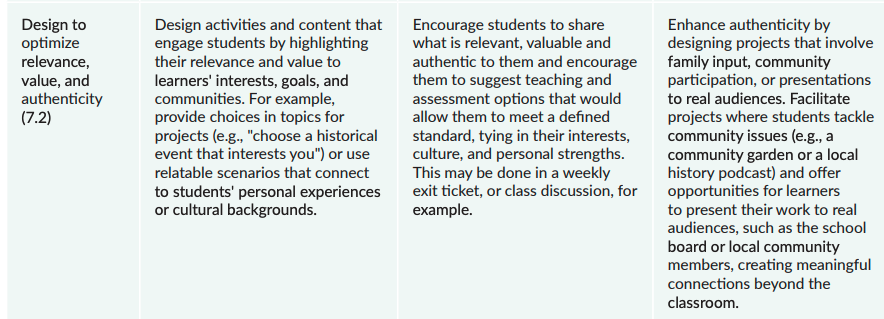 Design to
optimize
relevance,
value, and
authenticity
(7.2)
Design activities and content that
engage students by highlighting
their relevance and value to
learners' interests, goals, and
communities. For example,
provide choices in topics for
projects (e.g., "choose a historical
event that interests you") or use
relatable scenarios that connect
to students' personal experiences
or cultural backgrounds.
Encourage students to share
what is relevant, valuable and
authentic to them and encourage
them to suggest teaching and
assessment options that would
allow them to meet a defined
standard, tying in their interests,
culture, and personal strengths.
This may be done in a weekly
exit ticket, or class discussion, for
example.
Enhance authenticity by
designing projects that involve
family input, community
participation, or presentations
to real audiences. Facilitate
projects where students tackle
community issues (e.g., a
community garden or a local
history podcast) and offer
opportunities for learners
to present their work to real
audiences, such as the school
board or local community
members, creating meaningful
connections beyond the
classroom.